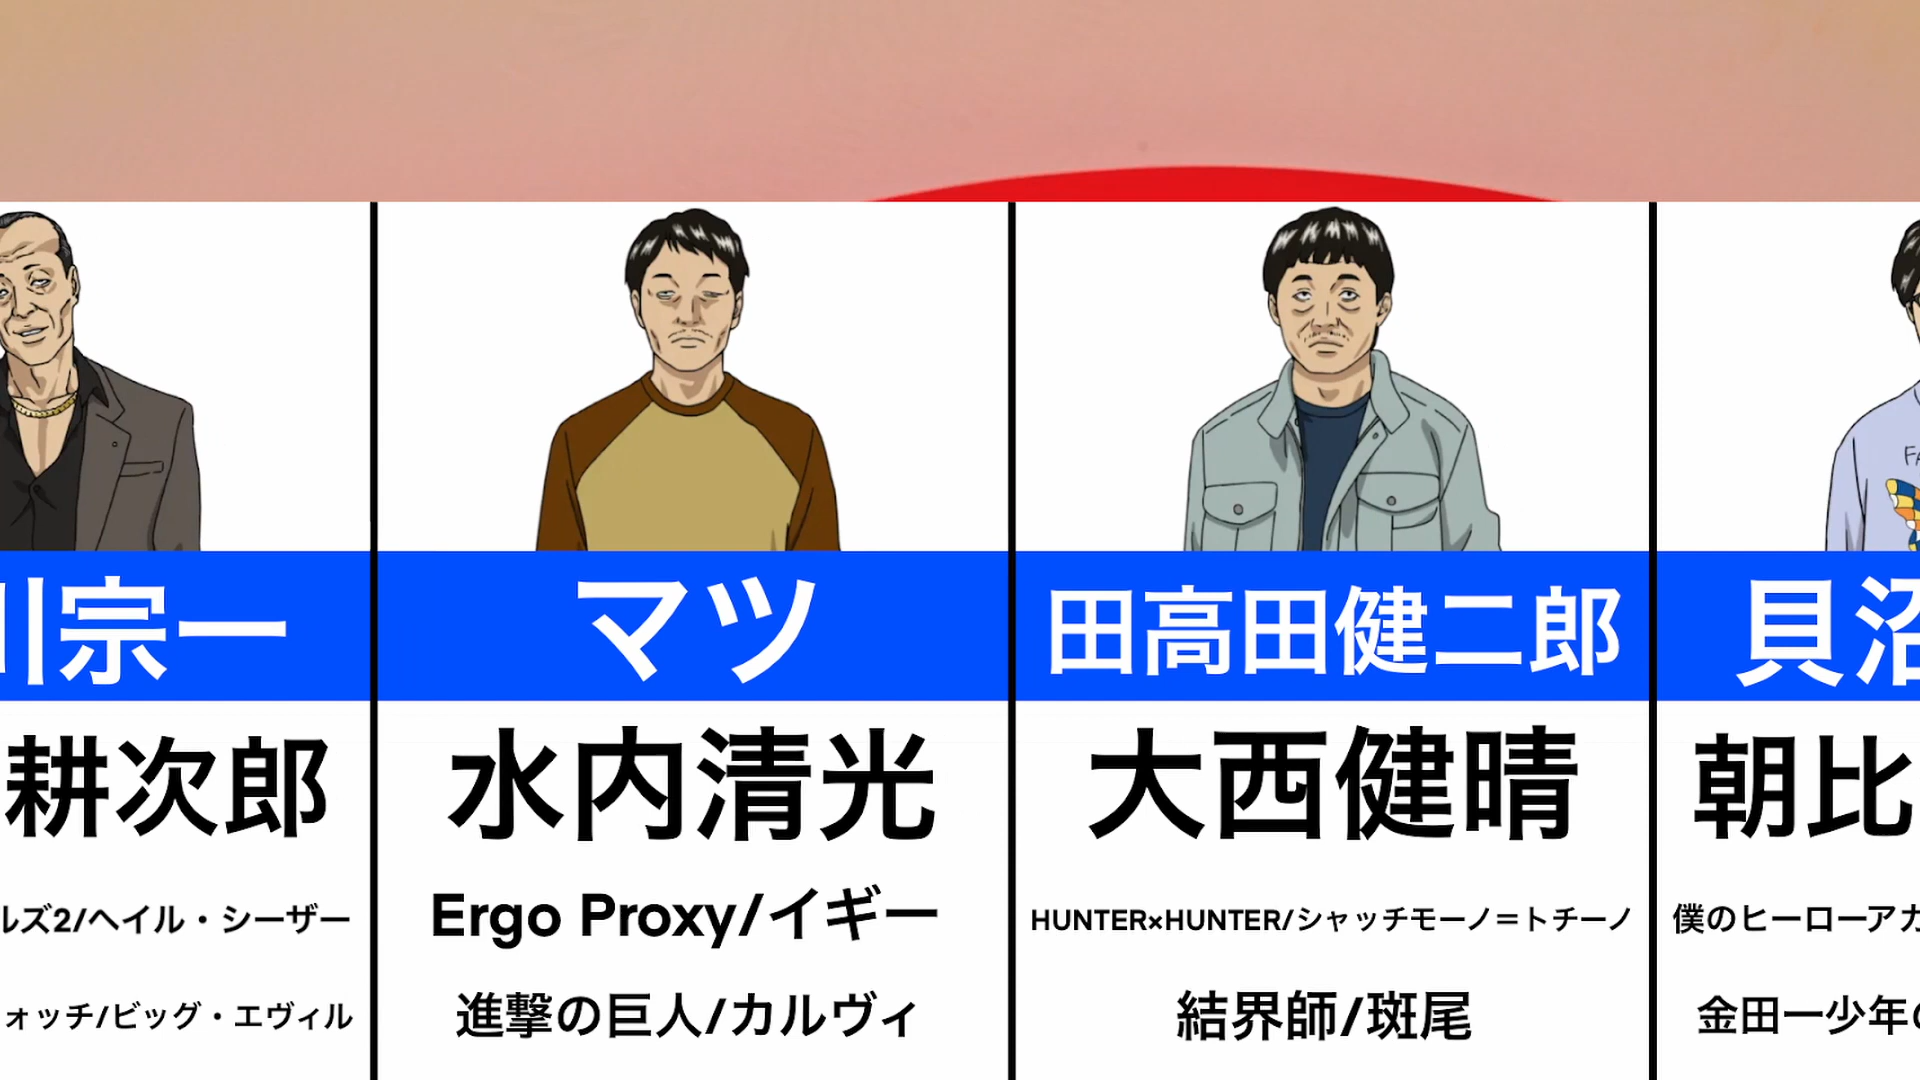 川宗一
耕次郎
ルズ2/ヘイル・シーザー
ォッチ/ビッグ・エヴィル
マツ
水内清光
Ergo Proxy/イギー
進撃の巨人/カルヴィ
田高田健二郎
大西健晴
HUNTER×HUNTER/シャッチモーノ＝トチーノ
結界師/斑尾
FA
貝沼
朝比
僕のヒーローアカ
金田一少年の